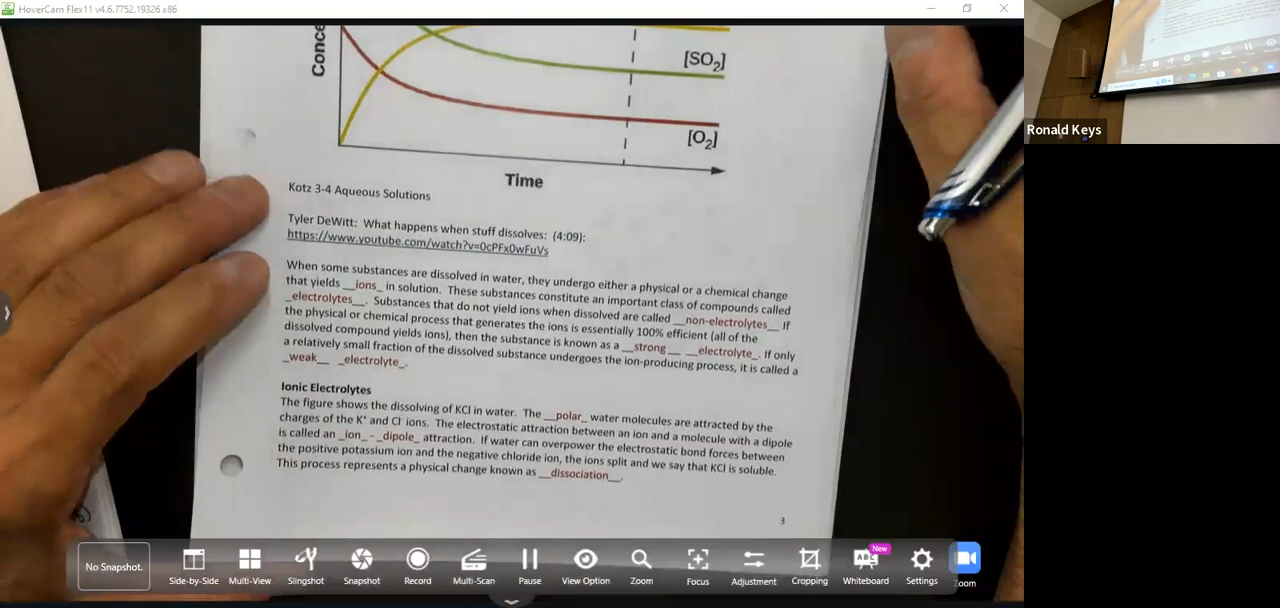 HoverCam Flex11 v4.6.7752.19326 x86
Conce
[SO₂]
[O₂]
Time
Kotz 3-4 Aqueous Solutions
Tyler DeWitt: What happens when stuff dissolves: (4:09):
https://www.youtube.com/watch?v=0cPFx0wFuVs
When some substances are dissolved in water, they undergo either a physical or a chemical change
that yields __ions_ in solution. These substances constitute an important class of compounds called
_electrolytes__. Substances that do not yield ions when dissolved are called __non-electrolytes__ If
the physical or chemical process that generates the ions is essentially 100% efficient (all of the
dissolved compound yields ions), then the substance is known as a __strong__ __electrolyte_. If only
a relatively small fraction of the dissolved substance undergoes the ion-producing process, it is called a
_weak__ _electrolyte_.
Ionic Electrolytes
The figure shows the dissolving of KCl in water. The __polar_ water molecules are attracted by the
charges of the K⁺ and Cl⁻ ions. The electrostatic attraction between an ion and a molecule with a dipole
is called an _ion_ - _dipole_ attraction. If water can overpower the electrostatic bond forces between
the positive potassium ion and the negative chloride ion, the ions split and we say that KCl is soluble.
This process represents a physical change known as __dissociation__.
3
Ronald Keys
No Snapshot.
Side-by-Side
Multi-View
Slingshot
Snapshot
Record
Multi-Scan
Pause
View Option
Zoom
Focus
Adjustment
Cropping
New
ABC
Whiteboard
Settings
Zoom